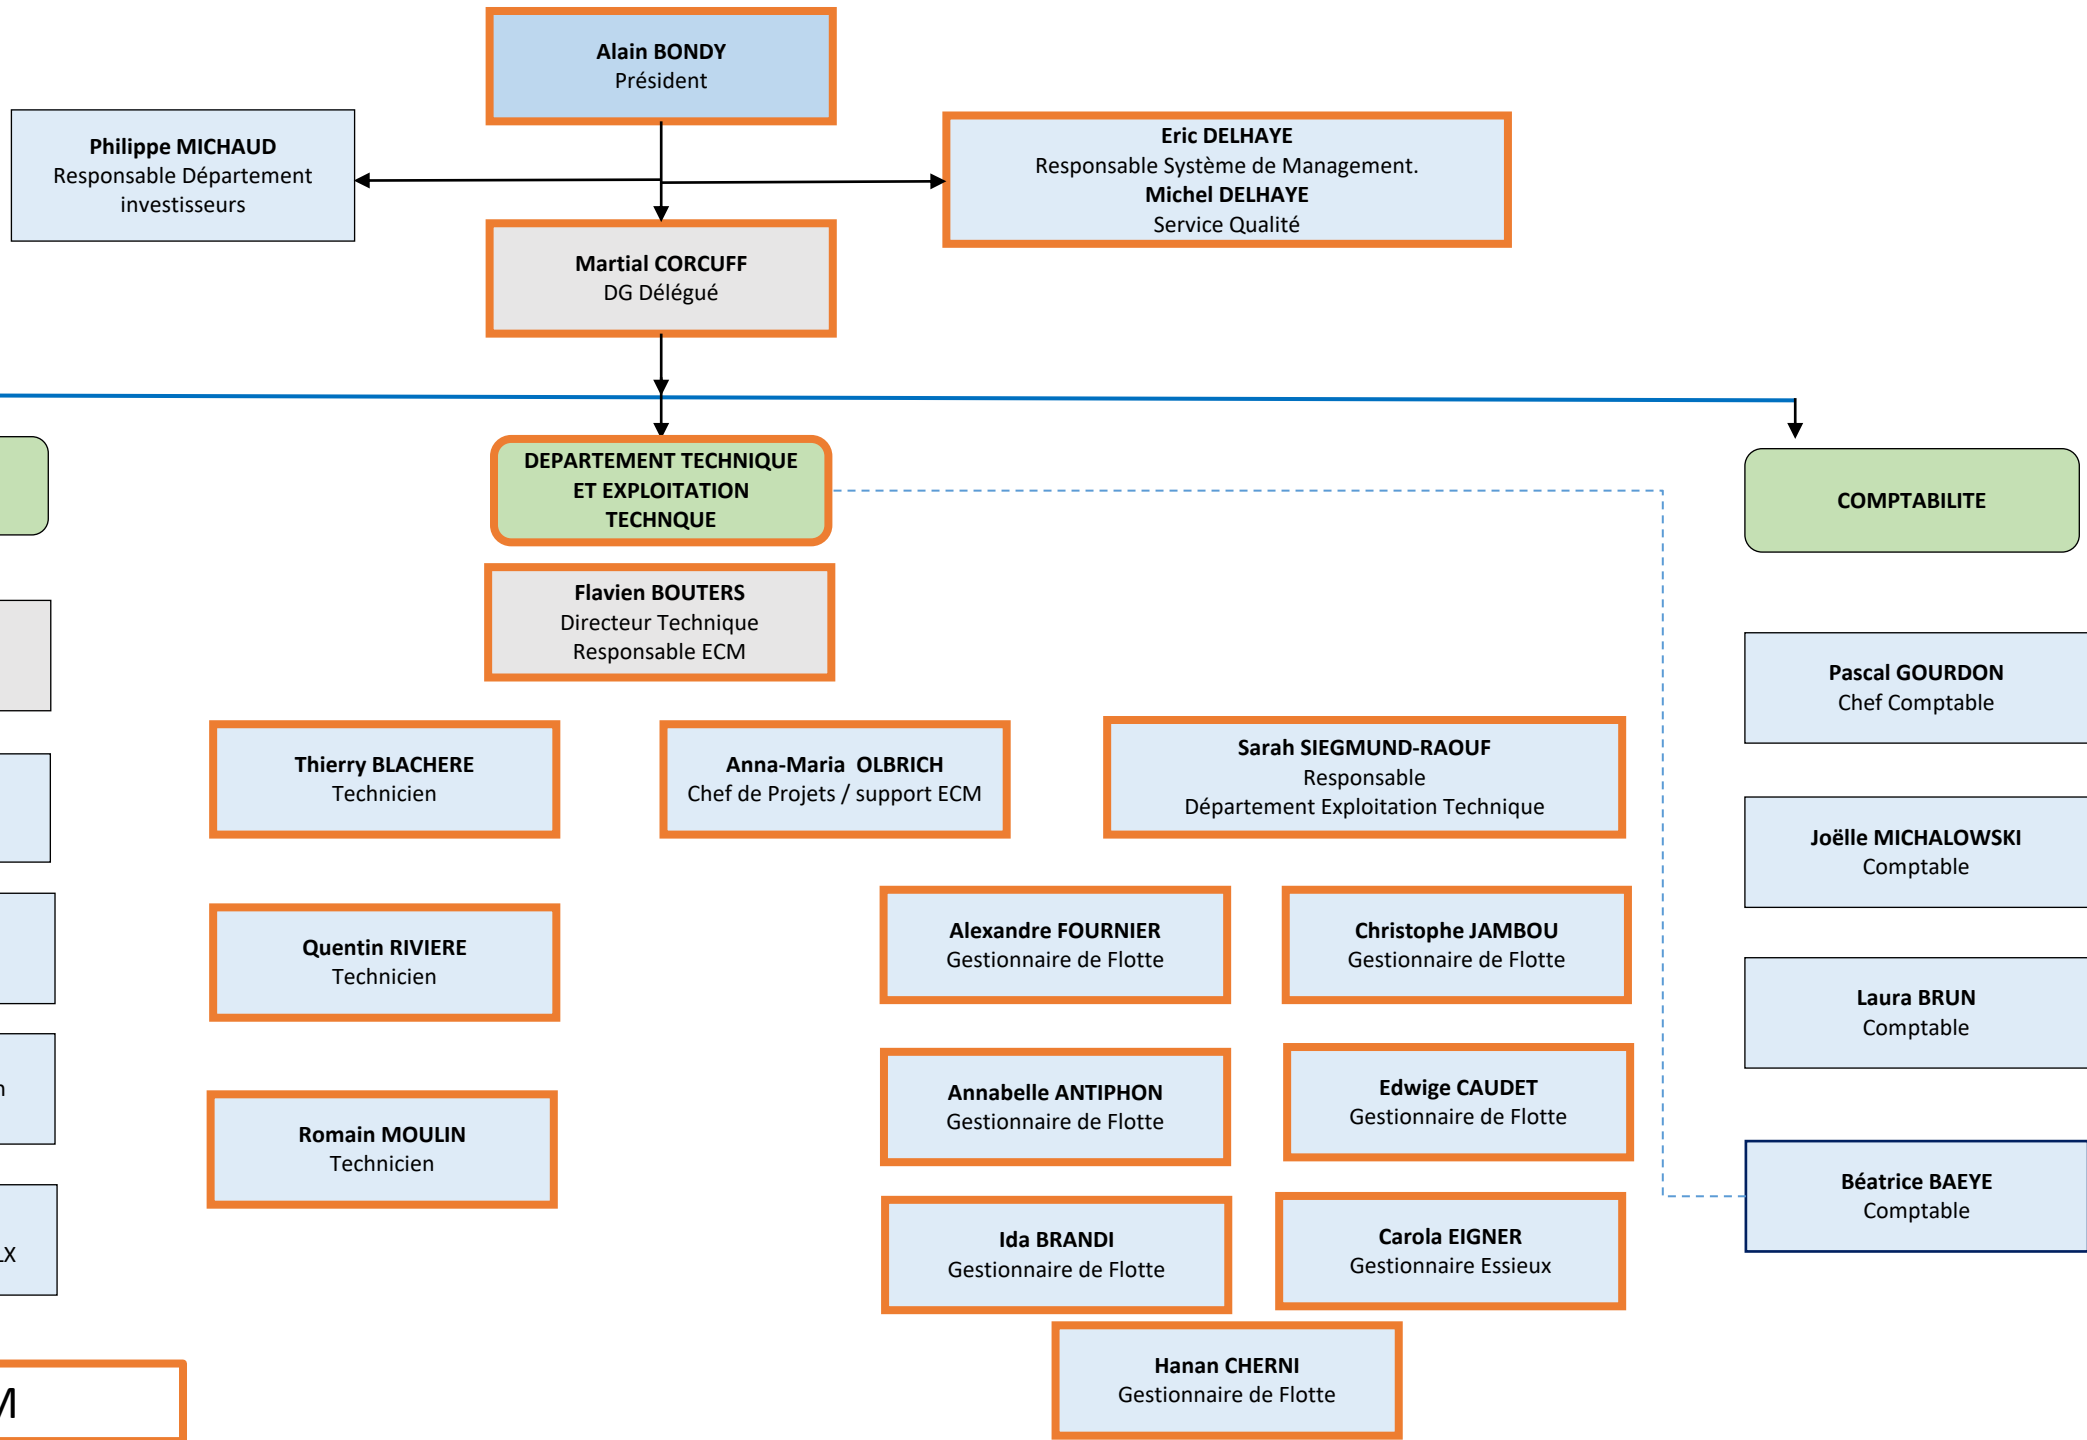 Alain BONDY
Président
Philippe MICHAUD
Responsable Département
investisseurs
Eric DELHAYE
Responsable Système de Management.
Michel DELHAYE
Service Qualité
Martial CORCUFF
DG Délégué
DEPARTEMENT TECHNIQUE
ET EXPLOITATION
TECHNQUE
COMPTABILITE
Flavien BOUTERS
Directeur Technique
Responsable ECM
Pascal GOURDON
Chef Comptable
Thierry BLACHERE
Technicien
Anna-Maria  OLBRICH
Chef de Projets / support ECM
Sarah SIEGMUND-RAOUF
Responsable
Département Exploitation Technique
Joëlle MICHALOWSKI
Comptable
Quentin RIVIERE
Technicien
Alexandre FOURNIER
Gestionnaire de Flotte
Christophe JAMBOU
Gestionnaire de Flotte
Laura BRUN
Comptable
Romain MOULIN
Technicien
Annabelle ANTIPHON
Gestionnaire de Flotte
Edwige CAUDET
Gestionnaire de Flotte
Béatrice BAEYE
Comptable
Ida BRANDI
Gestionnaire de Flotte
Carola EIGNER
Gestionnaire Essieux
Hanan CHERNI
Gestionnaire de Flotte